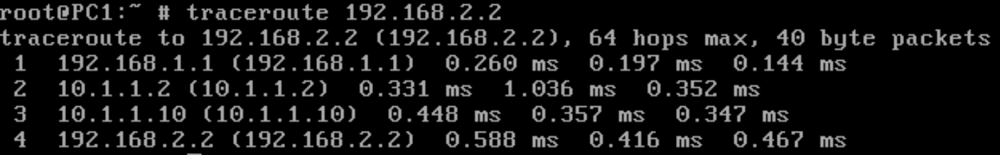 root@PC1:~ # traceroute 192.168.2.2
traceroute to 192.168.2.2 (192.168.2.2), 64 hops max, 40 byte packets
 1  192.168.1.1 (192.168.1.1)  0.260 ms  0.197 ms  0.144 ms
 2  10.1.1.2 (10.1.1.2)  0.331 ms  1.036 ms  0.352 ms
 3  10.1.1.10 (10.1.1.10)  0.448 ms  0.357 ms  0.347 ms
 4  192.168.2.2 (192.168.2.2)  0.588 ms  0.416 ms  0.467 ms